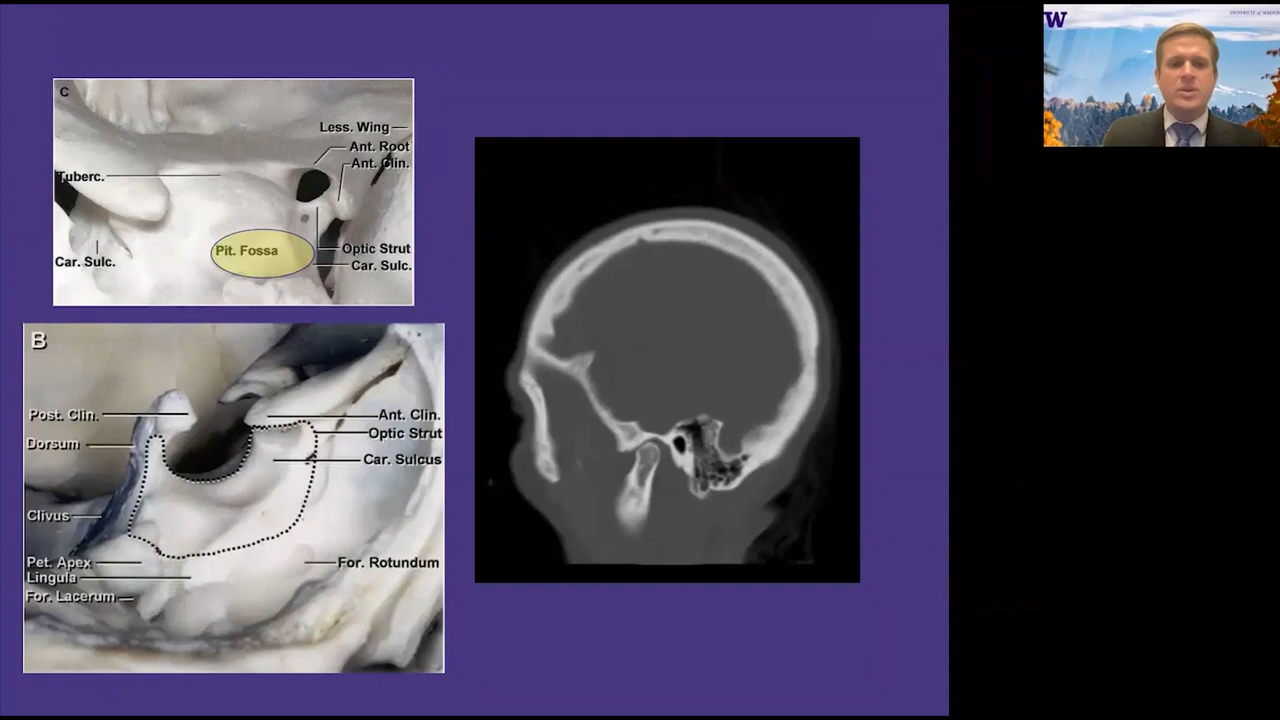 C
Less. Wing
Ant. Root
Ant. Clin.
Tuberc.
Pit. Fossa
Optic Strut
Car. Sulc.
Car. Sulc.
B
Post. Clin.
Ant. Clin.
Dorsum
Optic Strut
Car. Sulcus
Clivus
Pet. Apex
For. Rotundum
Lingula
For. Lacerum
W